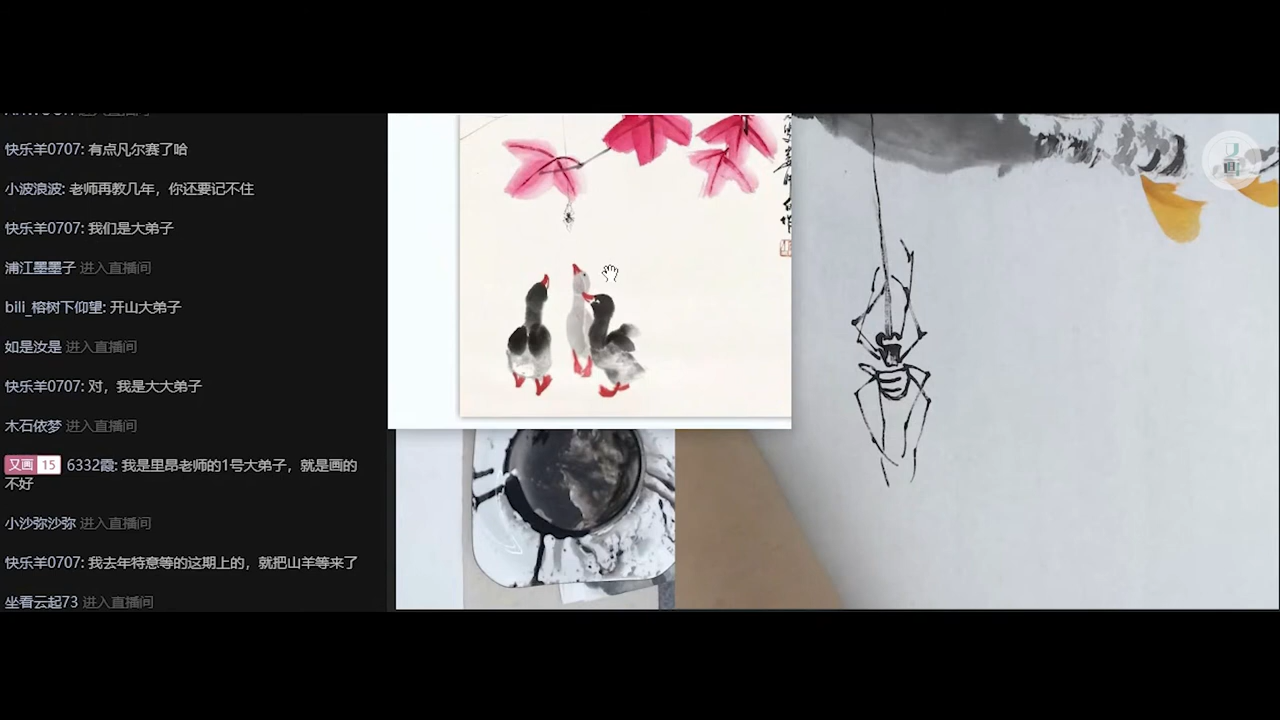 快乐羊0707: 有点凡尔赛了哈
小波浪波: 老师再教几年，你还要记不住
快乐羊0707: 我们是大弟子
浦江墨墨子 进入直播间
bili_榕树下仰望: 开山大弟子
如是汝是 进入直播间
快乐羊0707: 对，我是大大弟子
木石依梦 进入直播间
又画 15 6332霞: 我是里昂老师的1号大弟子，就是画的
不好
小沙弥沙弥 进入直播间
快乐羊0707: 我去年特意等的这期上的，就把山羊等来了
坐看云起73 进入直播间